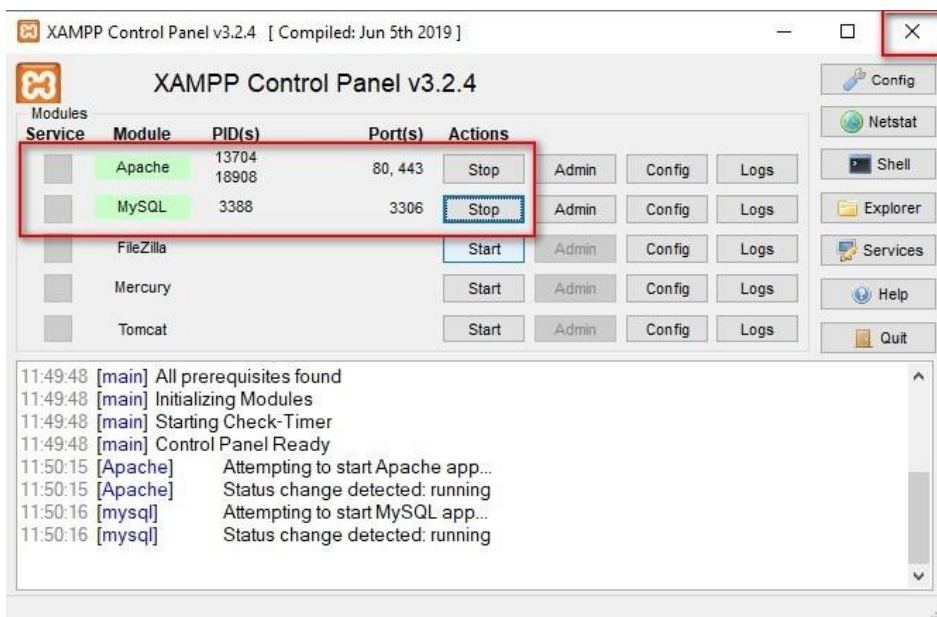 XAMPP Control Panel v3.2.4 [ Compiled: Jun 5th 2019 ]
XAMPP Control Panel v3.2.4
Config
Modules
Service Module PID(s) Port(s) Actions
Netstat
Apache 13704 18908 80, 443 Stop Admin Config Logs
Shell
MySQL 3388 3306 Stop Admin Config Logs
Explorer
FileZilla Start Admin Config Logs
Services
Mercury Start Admin Config Logs
Help
Tomcat Start Admin Config Logs
Quit
11:49:48 [main] All prerequisites found
11:49:48 [main] Initializing Modules
11:49:48 [main] Starting Check-Timer
11:49:48 [main] Control Panel Ready
11:50:15 [Apache] Attempting to start Apache app...
11:50:15 [Apache] Status change detected: running
11:50:16 [mysql] Attempting to start MySQL app...
11:50:16 [mysql] Status change detected: running